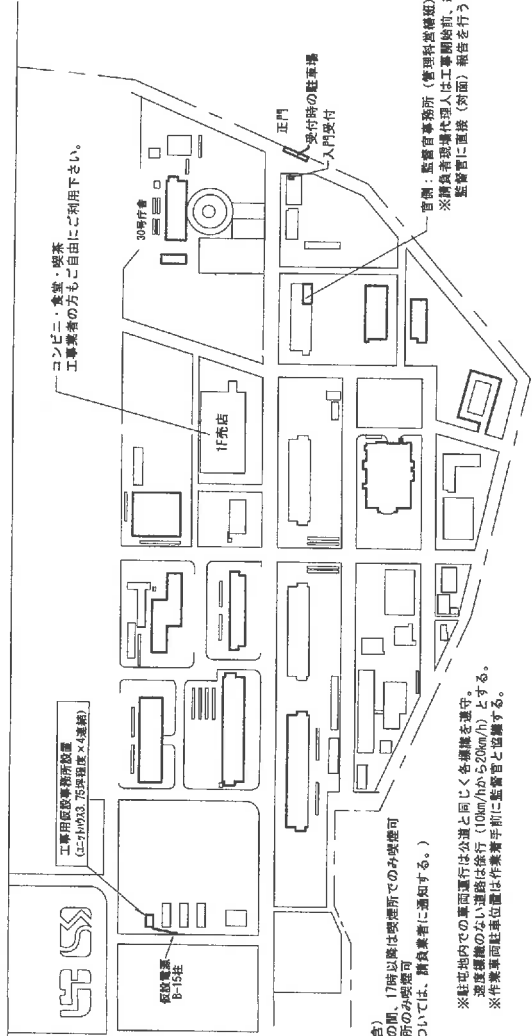 コンビニ・食堂・喫茶
工事業者の方もご自由にご利用下さい。
30号庁舎
正門
受付時の駐車場
入門受付
1F売店
官側：監督官事務所（管理科営繕班）
※請負者現場代理人は工事開始前、
監督官に直接（対面）報告を行う
工事用仮設事務所設置
（ユニットハウス3.75坪程度×4連結）
仮設電源
B-15柱
の間、17時以降は喫煙所でのみ喫煙可
所のみ喫煙可
ついては、請負業者に通知する。）
※駐屯地内での車両運行は公道と同じく各標識を遵守。
速度標識のない道路は徐行（10km/hから20km/h）とする。
※作業車両駐車位置は作業着手前に監督官と協議する。